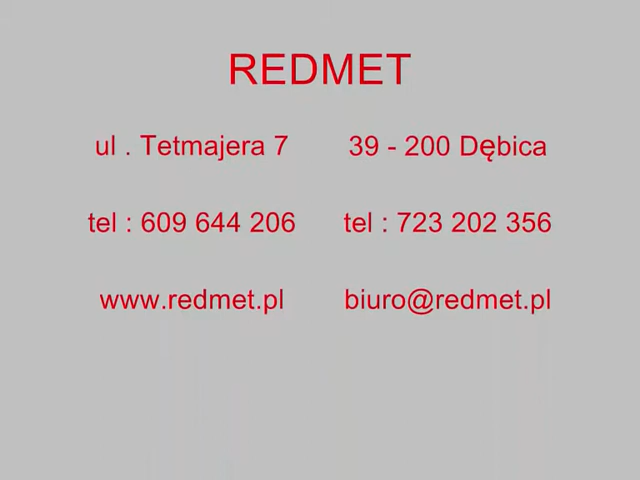 REDMET
ul . Tetmajera 7 39 - 200 Dębica
tel : 609 644 206 tel : 723 202 356
www.redmet.pl biuro@redmet.pl